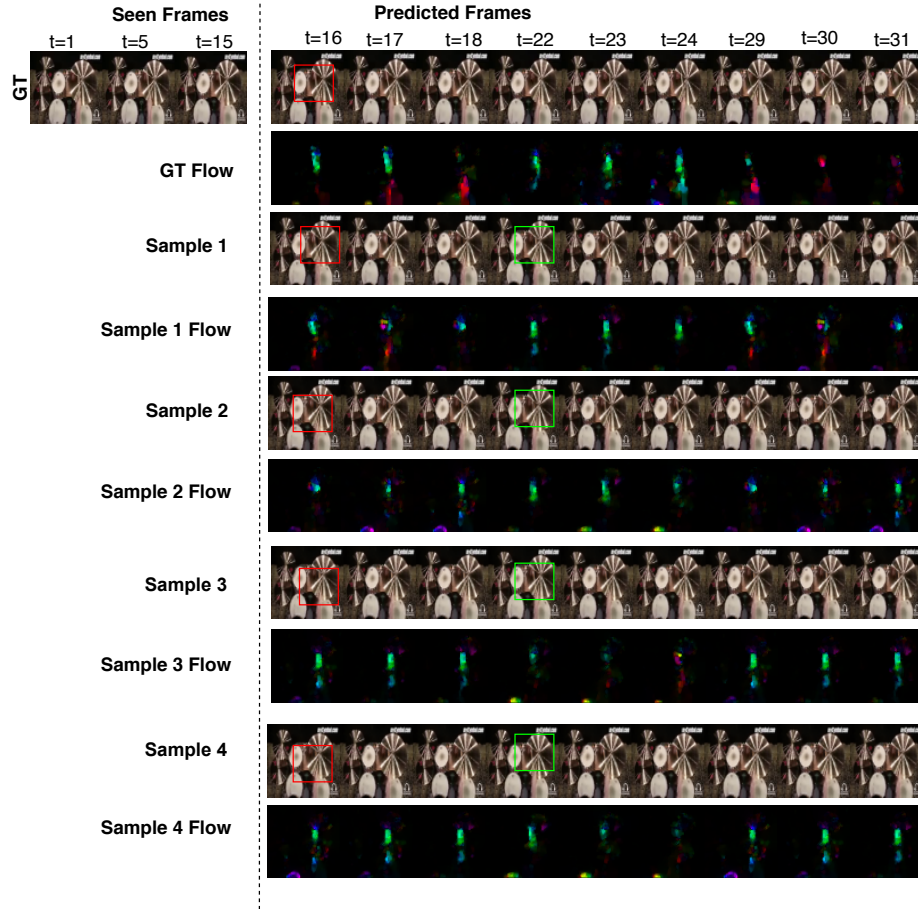 Seen Frames
Predicted Frames
t=1 t=5 t=15
t=16 t=17 t=18 t=22 t=23 t=24 t=29 t=30 t=31
GT
GT Flow
Sample 1
Sample 1 Flow
Sample 2
Sample 2 Flow
Sample 3
Sample 3 Flow
Sample 4
Sample 4 Flow